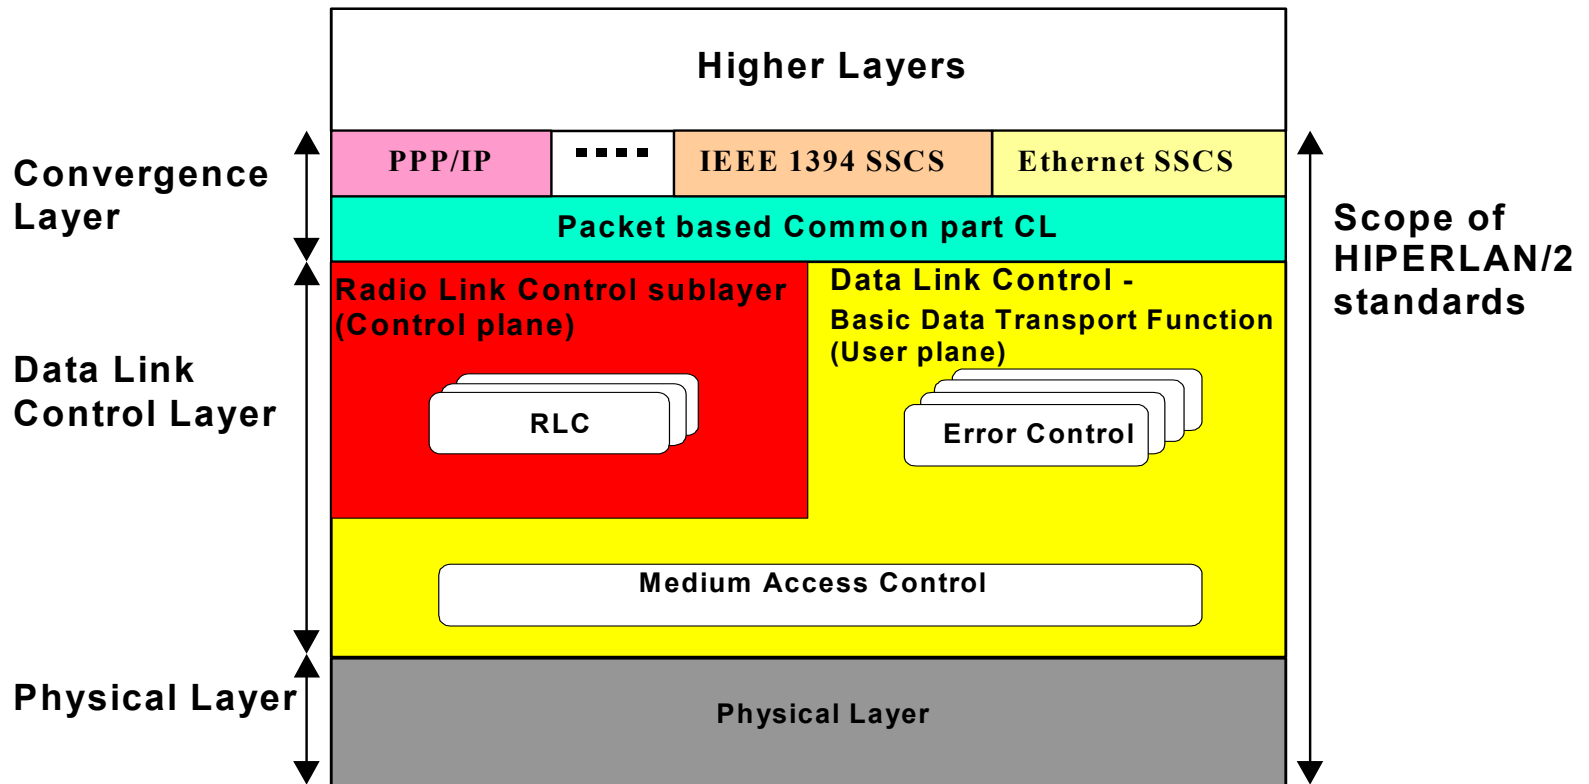 Higher Layers
Convergence
Layer
PPP/IP
....
IEEE 1394 SSCS
Ethernet SSCS
Packet based Common part CL
Scope of
HIPERLAN/2
standards
Data Link
Control Layer
Radio Link Control sublayer
(Control plane)
RLC
Data Link Control -
Basic Data Transport Function
(User plane)
Error Control
Medium Access Control
Physical Layer
Physical Layer